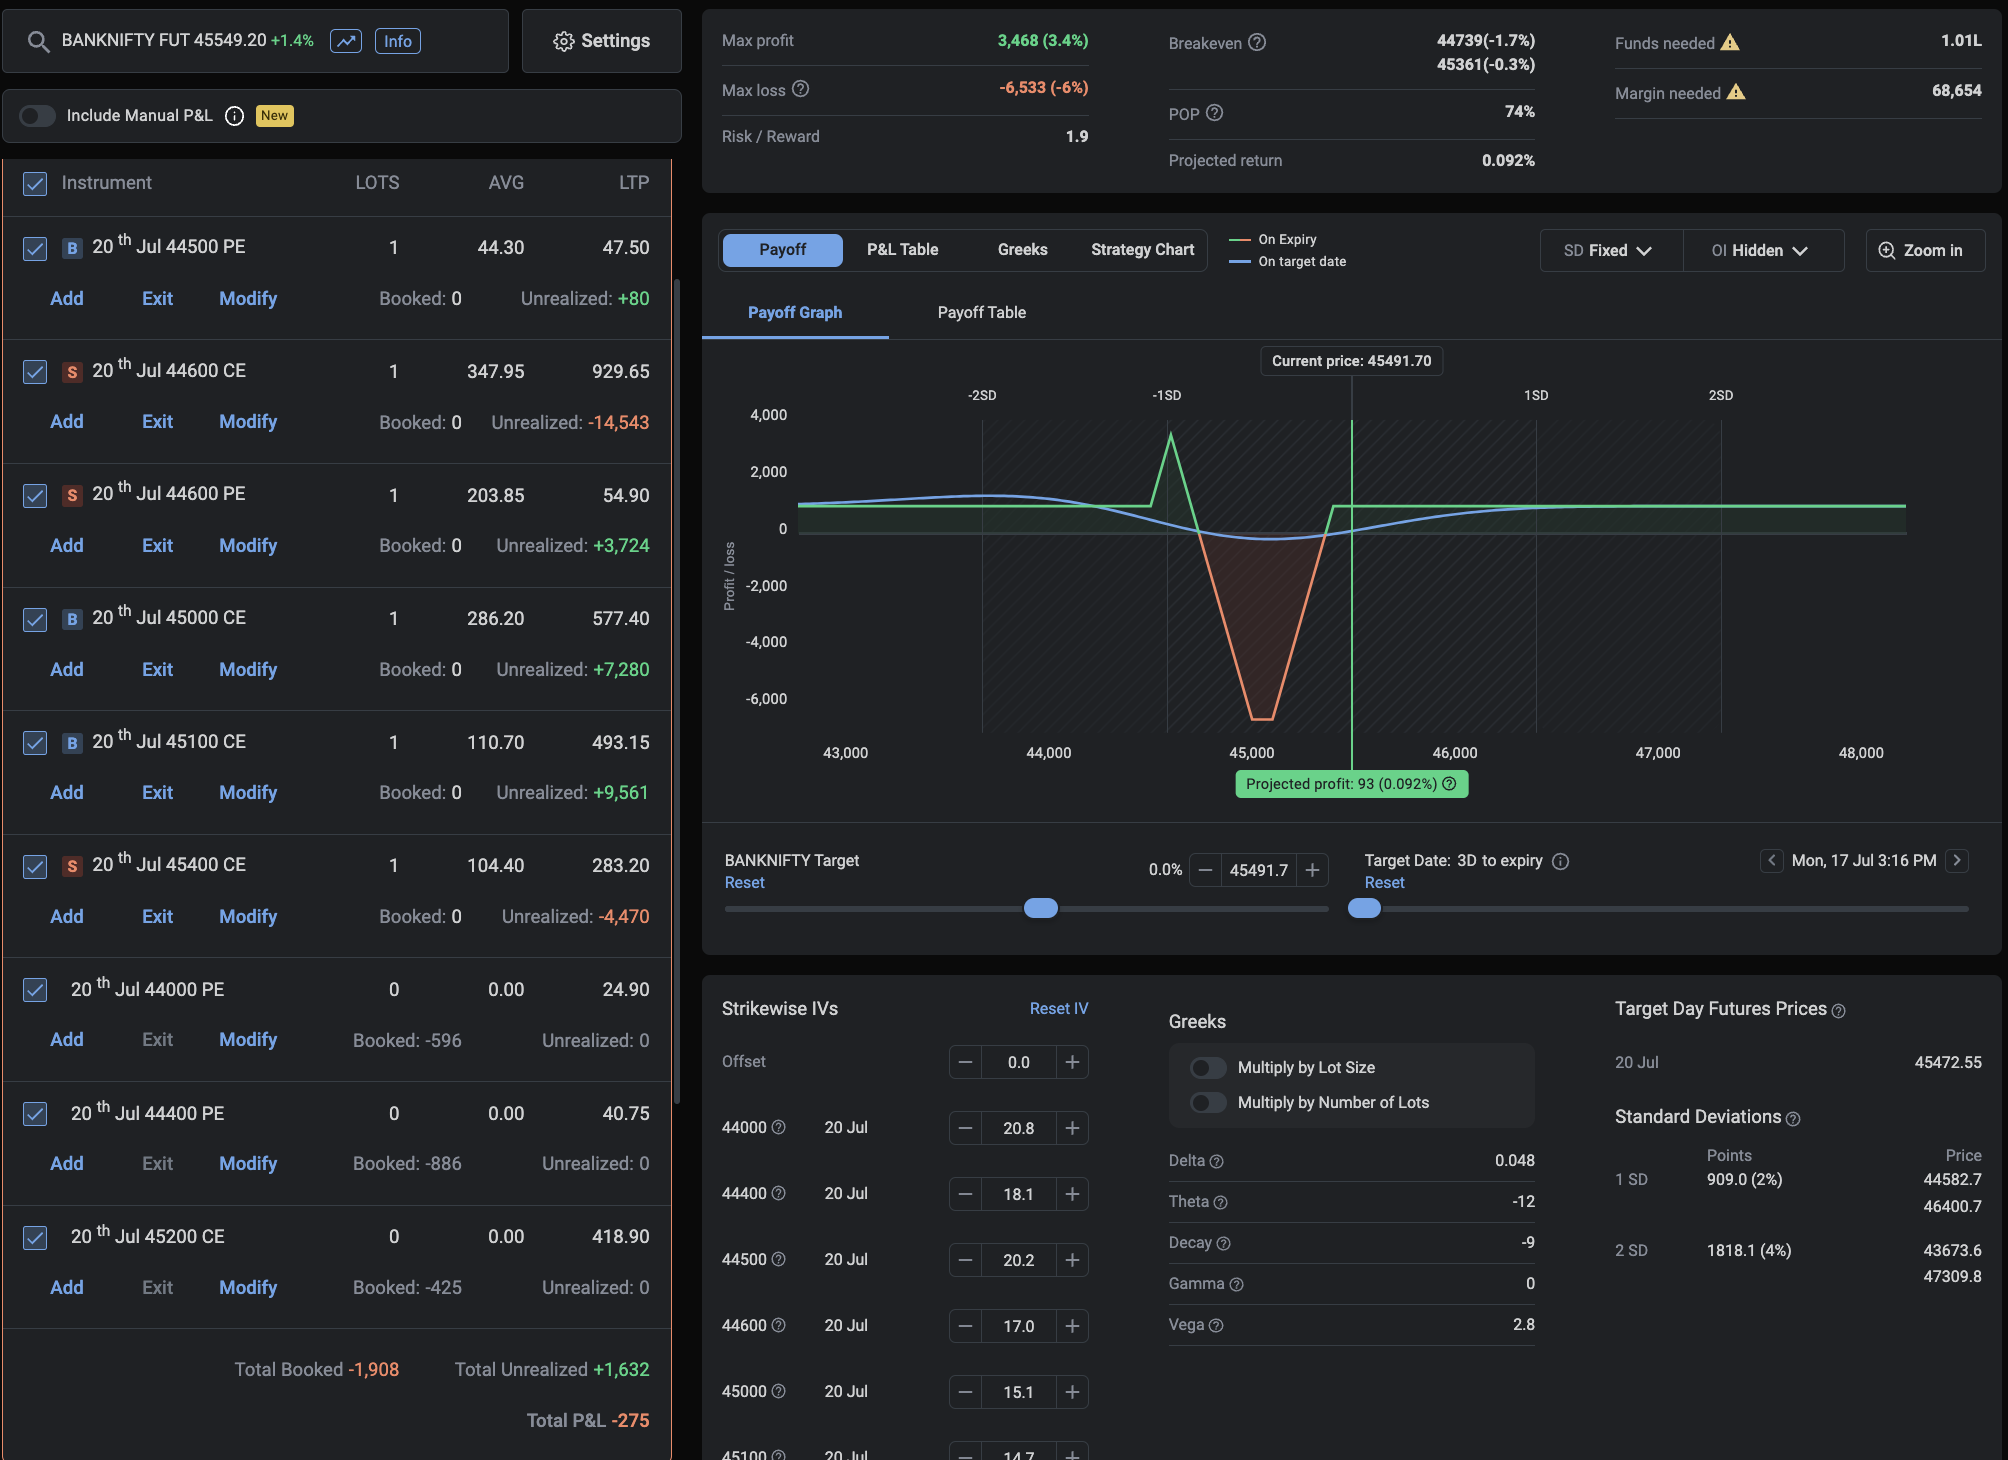 BANKNIFTY FUT 45549.20 +1.4% Info
Settings
Include Manual P&L New
Instrument LOTS AVG LTP
B 20 th Jul 44500 PE 1 44.30 47.50
Add Exit Modify Booked: 0 Unrealized: +80
S 20 th Jul 44600 CE 1 347.95 929.65
Add Exit Modify Booked: 0 Unrealized: -14,543
S 20 th Jul 44600 PE 1 203.85 54.90
Add Exit Modify Booked: 0 Unrealized: +3,724
B 20 th Jul 45000 CE 1 286.20 577.40
Add Exit Modify Booked: 0 Unrealized: +7,280
B 20 th Jul 45100 CE 1 110.70 493.15
Add Exit Modify Booked: 0 Unrealized: +9,561
S 20 th Jul 45400 CE 1 104.40 283.20
Add Exit Modify Booked: 0 Unrealized: -4,470
20 th Jul 44000 PE 0 0.00 24.90
Add Exit Modify Booked: -596 Unrealized: 0
20 th Jul 44400 PE 0 0.00 40.75
Add Exit Modify Booked: -886 Unrealized: 0
20 th Jul 45200 CE 0 0.00 418.90
Add Exit Modify Booked: -425 Unrealized: 0
Total Booked -1,908 Total Unrealized +1,632
Total P&L -275
Max profit 3,468 (3.4%)
Max loss -6,533 (-6%)
Risk / Reward 1.9
Breakeven 44739(-1.7%)
45361(-0.3%)
POP 74%
Projected return 0.092%
Funds needed 1.01L
Margin needed 68,654
Payoff P&L Table Greeks Strategy Chart
On Expiry
On target date
SD Fixed OI Hidden Zoom in
Payoff Graph Payoff Table
Current price: 45491.70
-2SD -1SD 1SD 2SD
4,000
2,000
0
-2,000
-4,000
-6,000
Profit / loss
43,000 44,000 45,000 46,000 47,000 48,000
Projected profit: 93 (0.092%)
BANKNIFTY Target 0.0% 45491.7
Reset
Target Date: 3D to expiry Mon, 17 Jul 3:16 PM
Reset
Strikewise IVs Reset IV
Offset 0.0
44000 20 Jul 20.8
44400 20 Jul 18.1
44500 20 Jul 20.2
44600 20 Jul 17.0
45000 20 Jul 15.1
45100 20 Jul 14.7
Greeks
Multiply by Lot Size
Multiply by Number of Lots
Delta 0.048
Theta -12
Decay -9
Gamma 0
Vega 2.8
Target Day Futures Prices
20 Jul 45472.55
Standard Deviations
Points Price
1 SD 909.0 (2%) 44582.7
46400.7
2 SD 1818.1 (4%) 43673.6
47309.8